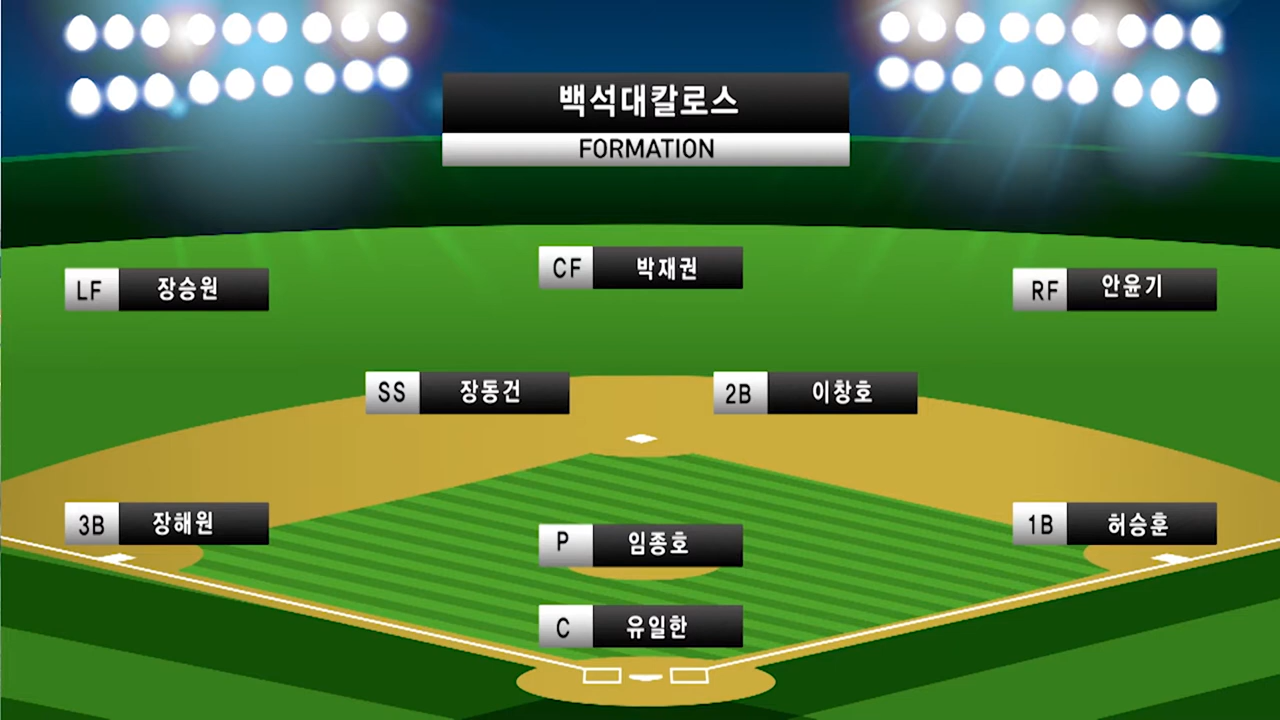 백석대칼로스
FORMATION
LF 장승원
CF 박재권
RF 안윤기
SS 장동건
2B 이창호
3B 장해원
P 임종호
1B 허승훈
C 유일한